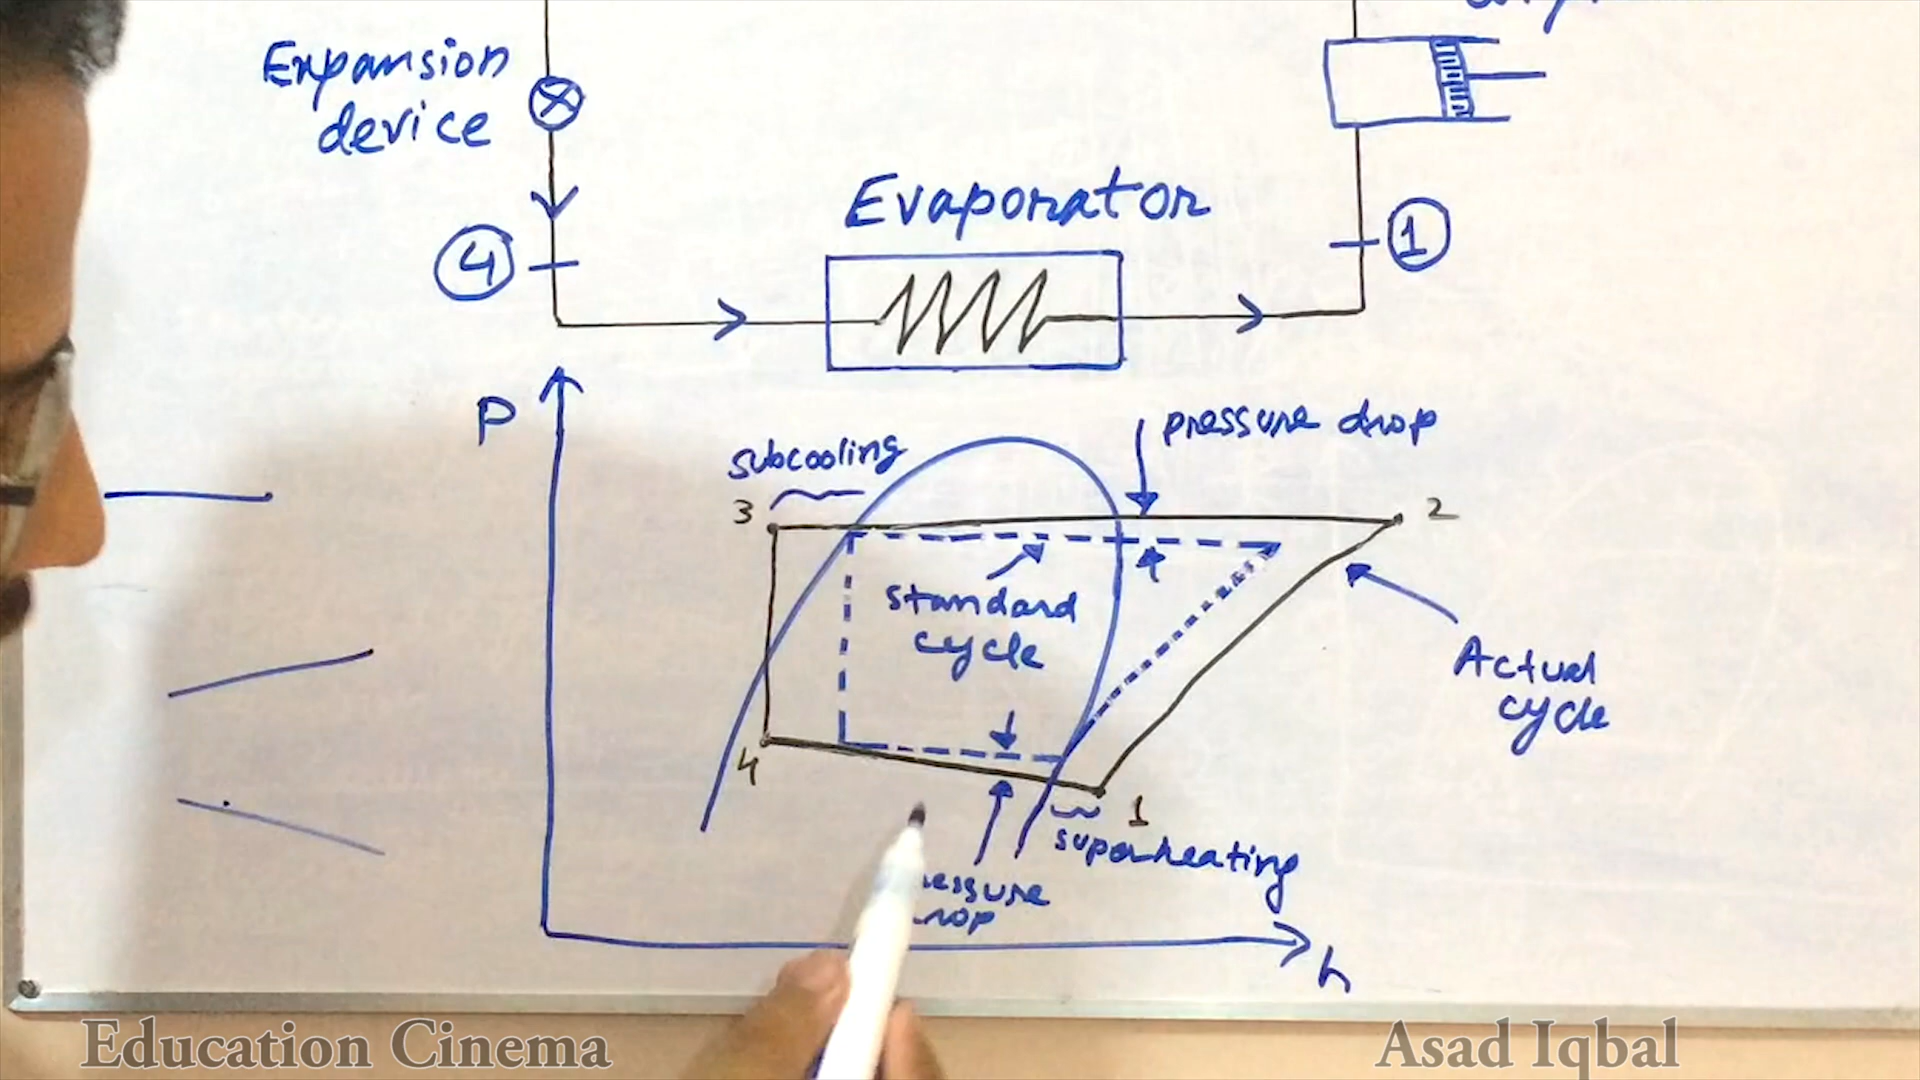 Expansion
device
4
Evaporator
1
P
subcooling
pressure drop
3
2
standard
cycle
Actual
cycle
4
1
superheating
h
Education Cinema
Asad Iqbal